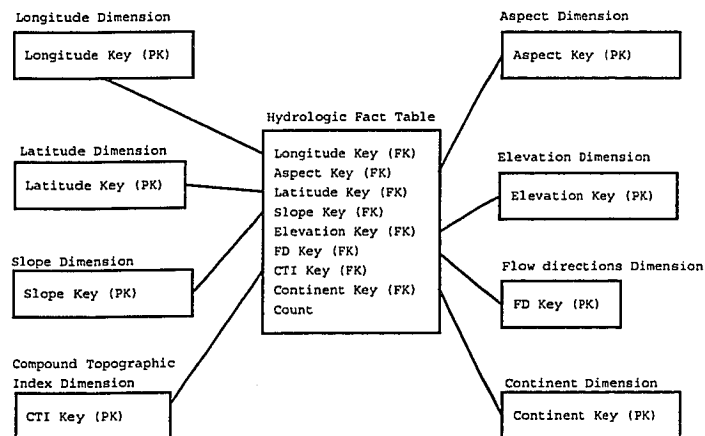 Longitude Dimension
Longitude Key (PK)
Latitude Dimension
Latitude Key (PK)
Slope Dimension
Slope Key (PK)
Compound Topographic
Index Dimension
CTI Key (PK)
Hydrologic Fact Table
Longitude Key (FK)
Aspect Key (FK)
Latitude Key (FK)
Slope Key (FK)
Elevation Key (FK)
FD Key (FK)
CTI Key (FK)
Continent Key (FK)
Count
Aspect Dimension
Aspect Key (PK)
Elevation Dimension
Elevation Key (PK)
Flow directions Dimension
FD Key (PK)
Continent Dimension
Continent Key (PK)